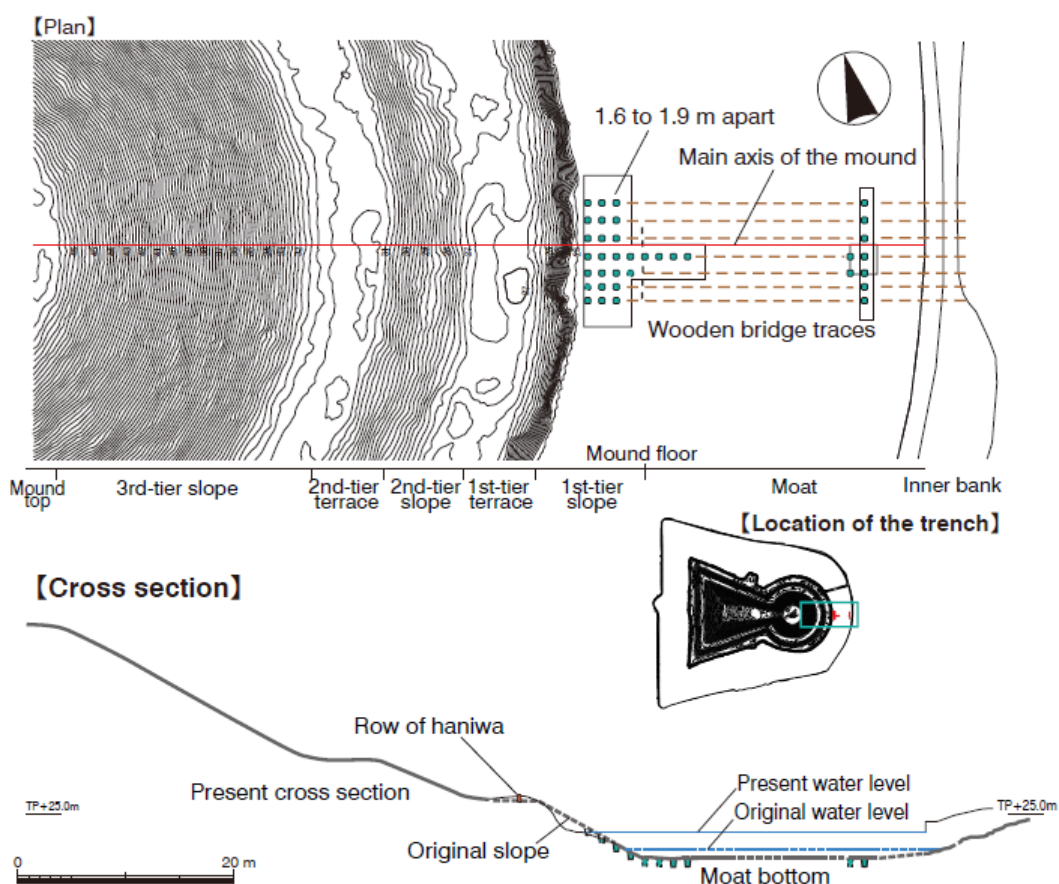 【Plan】
1.6 to 1.9 m apart
Main axis of the mound
Wooden bridge traces
Mound floor
Mound
top
3rd-tier slope
2nd-tier
terrace
2nd-tier
slope
1st-tier
terrace
1st-tier
slope
Moat
Inner bank
【Location of the trench】
【Cross section】
Row of haniwa
Present cross section
Present water level
TP+25.0m
TP+25.0m
Original water level
Original slope
0
20 m
Moat bottom